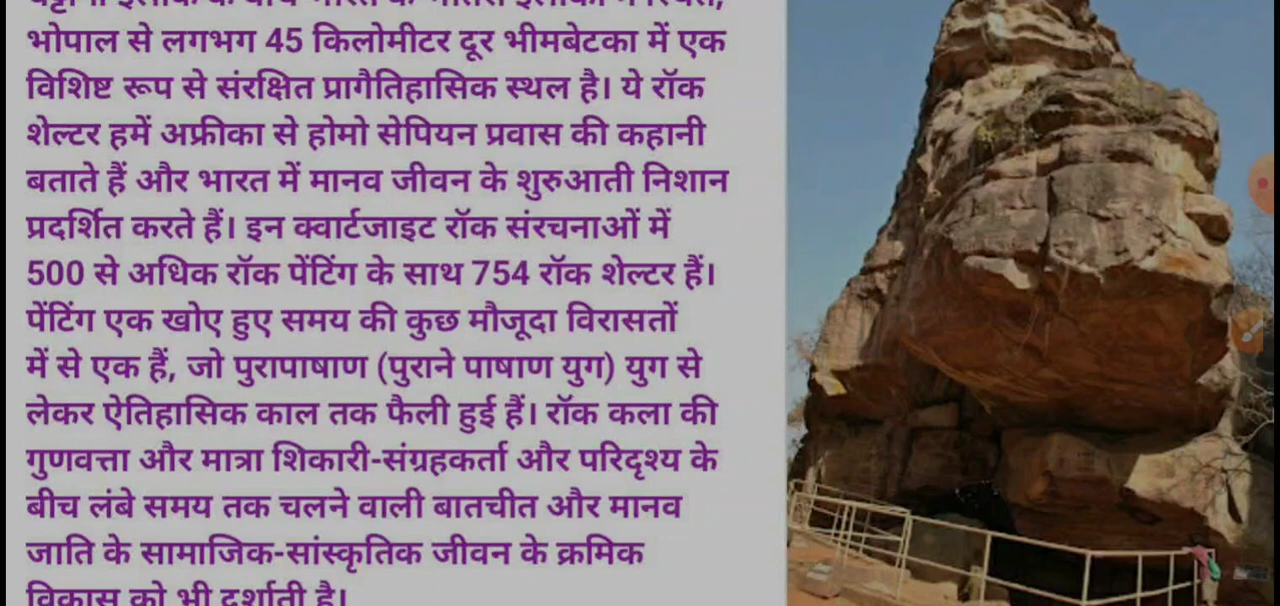 भोपाल से लगभग 45 किलोमीटर दूर भीमबेटका में एक
विशिष्ट रूप से संरक्षित प्रागैतिहासिक स्थल है। ये रॉक
शेल्टर हमें अफ्रीका से होमो सेपियन प्रवास की कहानी
बताते हैं और भारत में मानव जीवन के शुरुआती निशान
प्रदर्शित करते हैं। इन क्वार्टजाइट रॉक संरचनाओं में
500 से अधिक रॉक पेंटिंग के साथ 754 रॉक शेल्टर हैं।
पेंटिंग एक खोए हुए समय की कुछ मौजूदा विरासतों
में से एक हैं, जो पुरापाषाण (पुराने पाषाण युग) युग से
लेकर ऐतिहासिक काल तक फैली हुई हैं। रॉक कला की
गुणवत्ता और मात्रा शिकारी-संग्रहकर्ता और परिदृश्य के
बीच लंबे समय तक चलने वाली बातचीत और मानव
जाति के सामाजिक-सांस्कृतिक जीवन के क्रमिक
विकास को भी दर्शाती है।